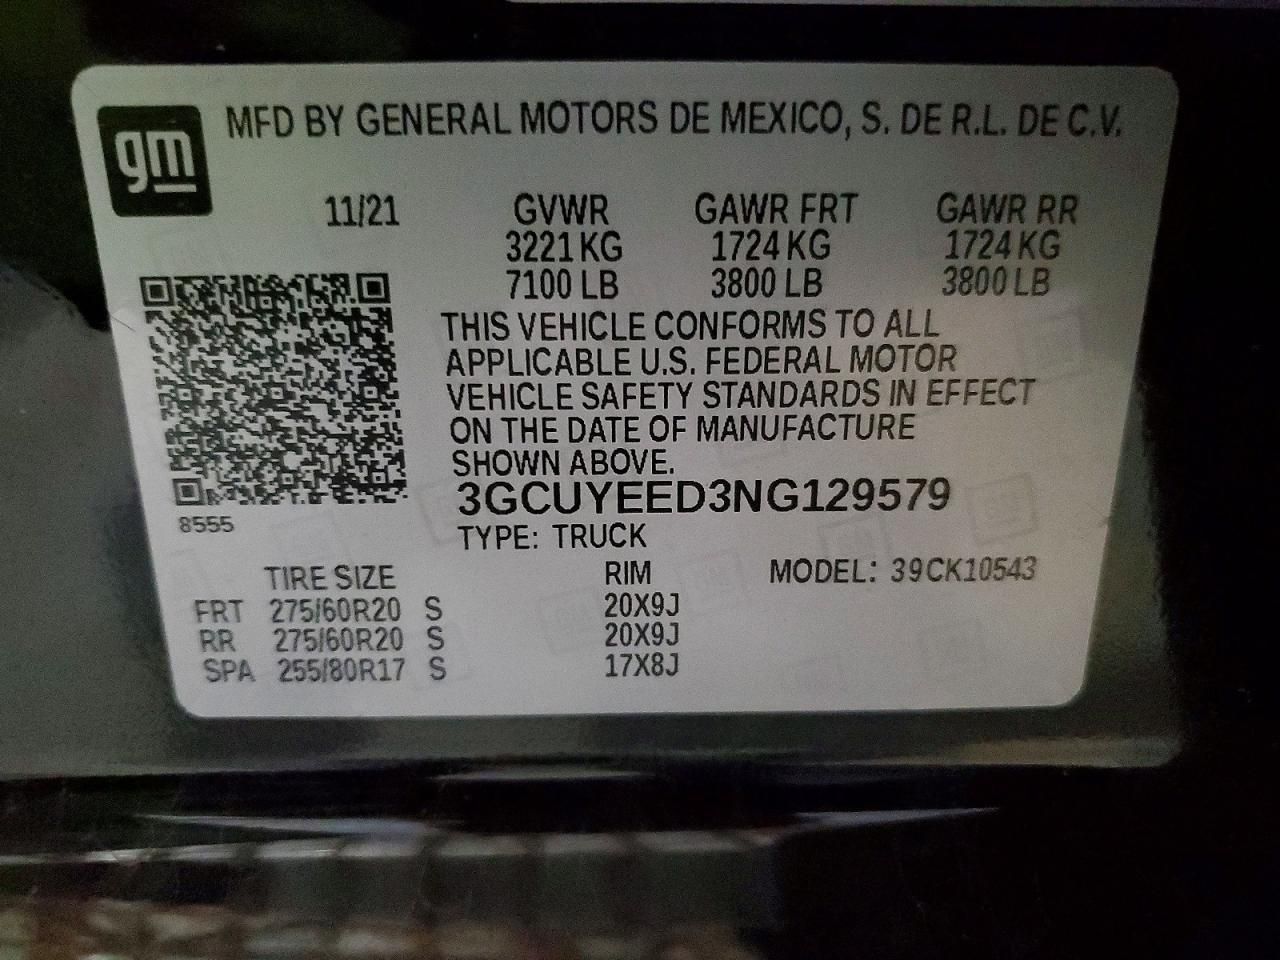 gm
MFD BY GENERAL MOTORS DE MEXICO, S. DE R.L. DE C.V.
11/21 GVWR GAWR FRT GAWR RR
3221 KG 1724 KG 1724 KG
7100 LB 3800 LB 3800 LB
THIS VEHICLE CONFORMS TO ALL
APPLICABLE U.S. FEDERAL MOTOR
VEHICLE SAFETY STANDARDS IN EFFECT
ON THE DATE OF MANUFACTURE
SHOWN ABOVE.
3GCUYEED3NG129579
8555
TYPE: TRUCK
TIRE SIZE RIM MODEL: 39CK10543
FRT 275/60R20 S 20X9J
RR 275/60R20 S 20X9J
SPA 255/80R17 S 17X8J